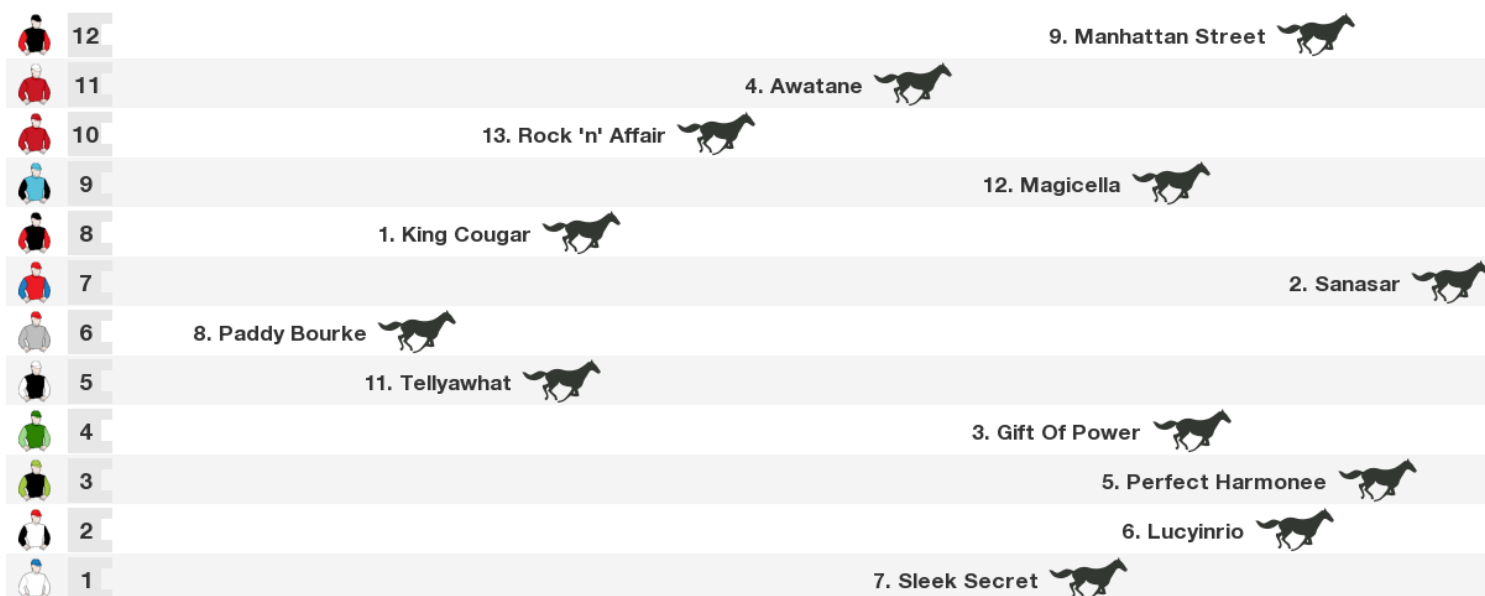 12 9. Manhattan Street
11 4. Awatane
10 13. Rock 'n' Affair
9 12. Magicella
8 1. King Cougar
7 2. Sanasar
6 8. Paddy Bourke
5 11. Tellyawhat
4 3. Gift Of Power
3 5. Perfect Harmonee
2 6. Lucyinrio
1 7. Sleek Secret